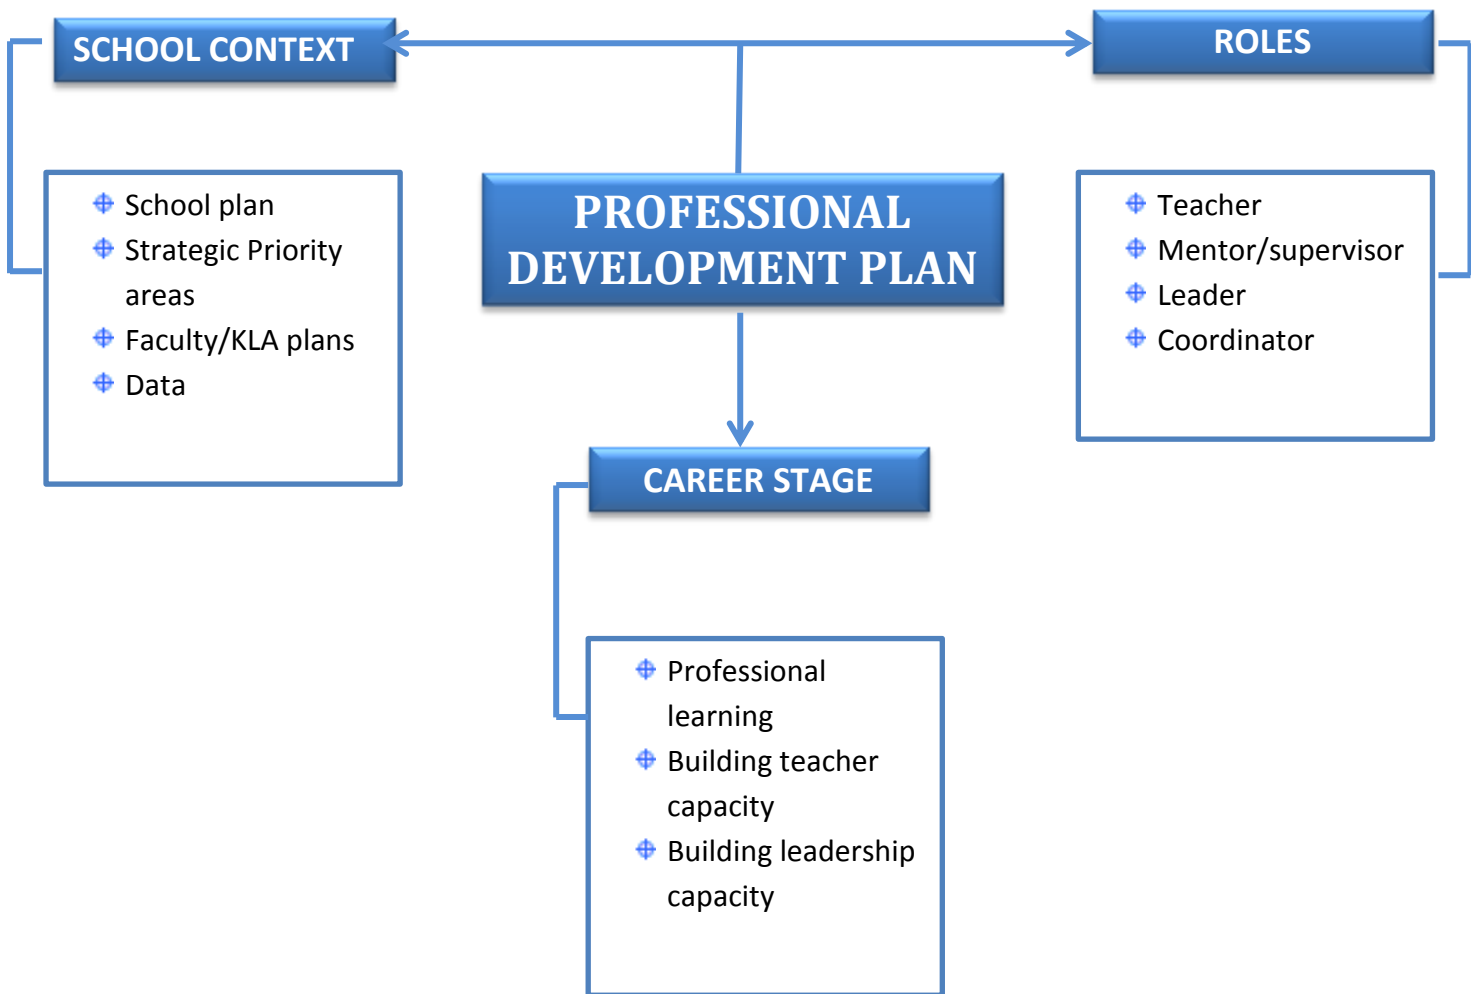 SCHOOL CONTEXT
ROLES
School plan
Strategic Priority
areas
Faculty/KLA plans
Data
PROFESSIONAL
DEVELOPMENT PLAN
Teacher
Mentor/supervisor
Leader
Coordinator
CAREER STAGE
Professional
learning
Building teacher
capacity
Building leadership
capacity